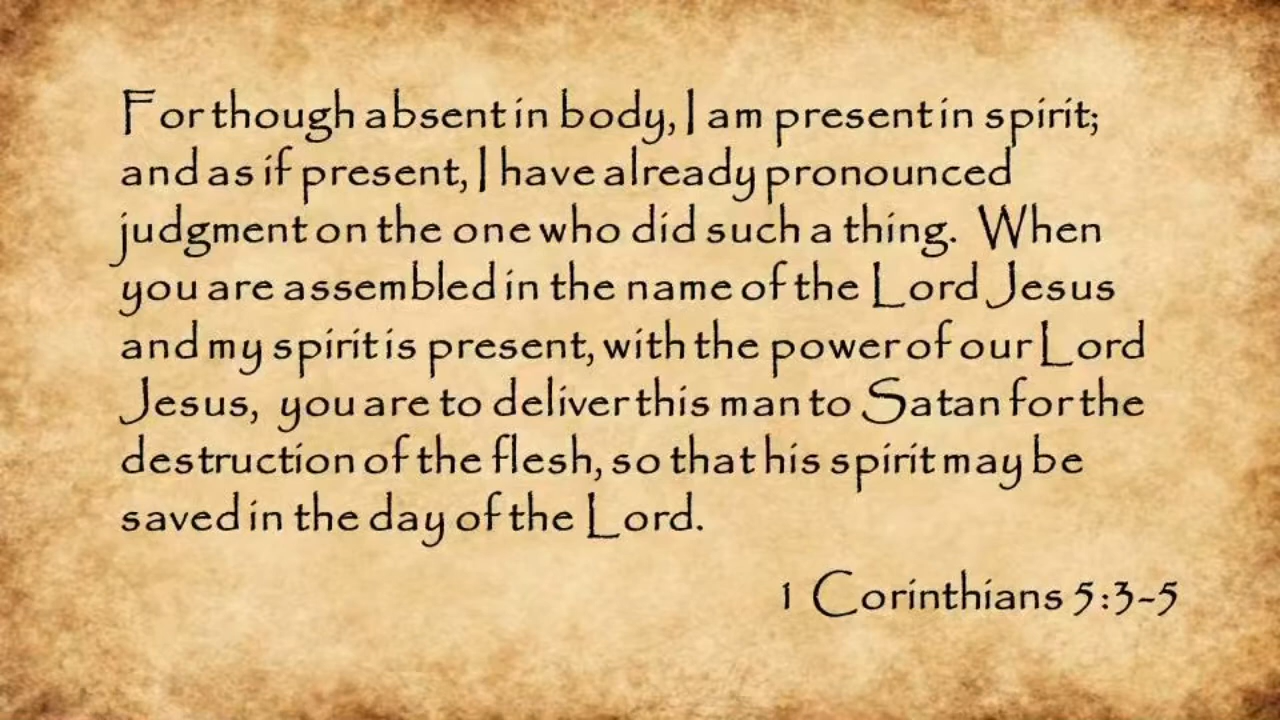 For though absent in body, I am present in spirit;
and as if present, I have already pronounced
judgment on the one who did such a thing. When
you are assembled in the name of the Lord Jesus
and my spirit is present, with the power of our Lord
Jesus, you are to deliver this man to Satan for the
destruction of the flesh, so that his spirit may be
saved in the day of the Lord.
1 Corinthians 5:3-5